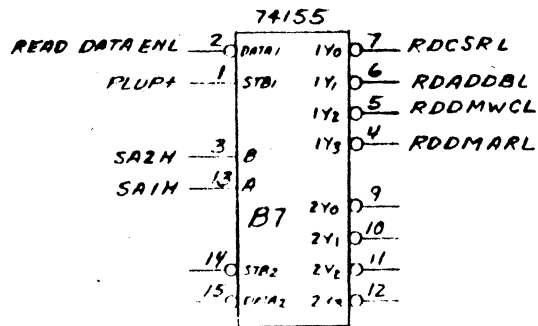 74155
READ DATA ENL 2 DATA1 1Y0 7 RDCSRL
PLUP+ 1 STB1 1Y1 6 RDADDBL
1Y2 5 RDDMWCL
1Y3 4 RDDMARL
SA2H 3 B
SA1H 13 A
2Y0 9
B7
2Y1 10
14 STB2 2Y2 11
15 DATA2 12